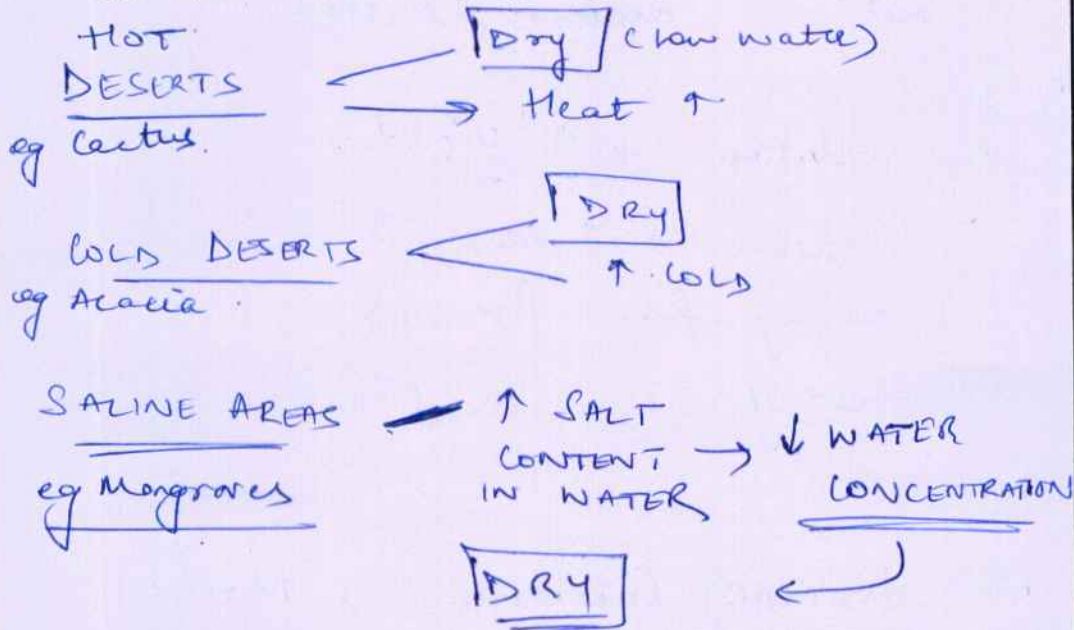 HOT
DESERTS
eg Cactus.
Dry (low water)
Heat ↑
COLD DESERTS
eg Acacia.
DRY
↑ COLD
SALINE AREAS
eg Mangroves
↑ SALT
CONTENT
IN WATER
→ ↓ WATER
CONCENTRATION
DRY